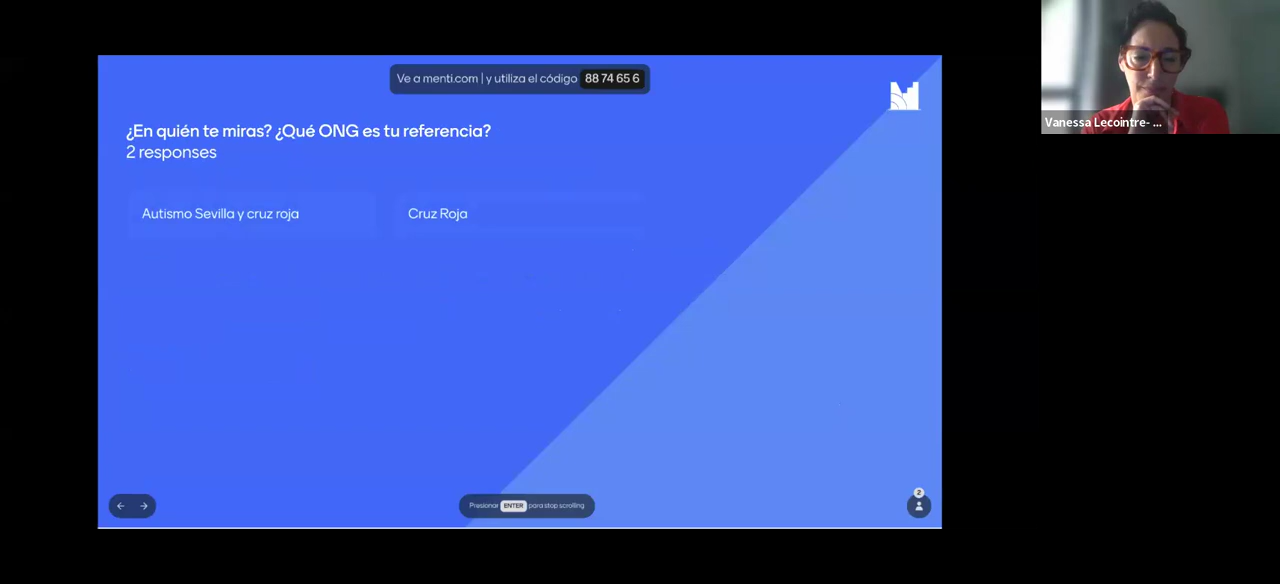 Ve a menti.com | y utiliza el código 88 74 65 6
¿En quién te miras? ¿Qué ONG es tu referencia?
2 responses
Autismo Sevilla y cruz roja
Cruz Roja
Presionar ENTER para stop scrolling
2
Vanessa Lecointre- ...